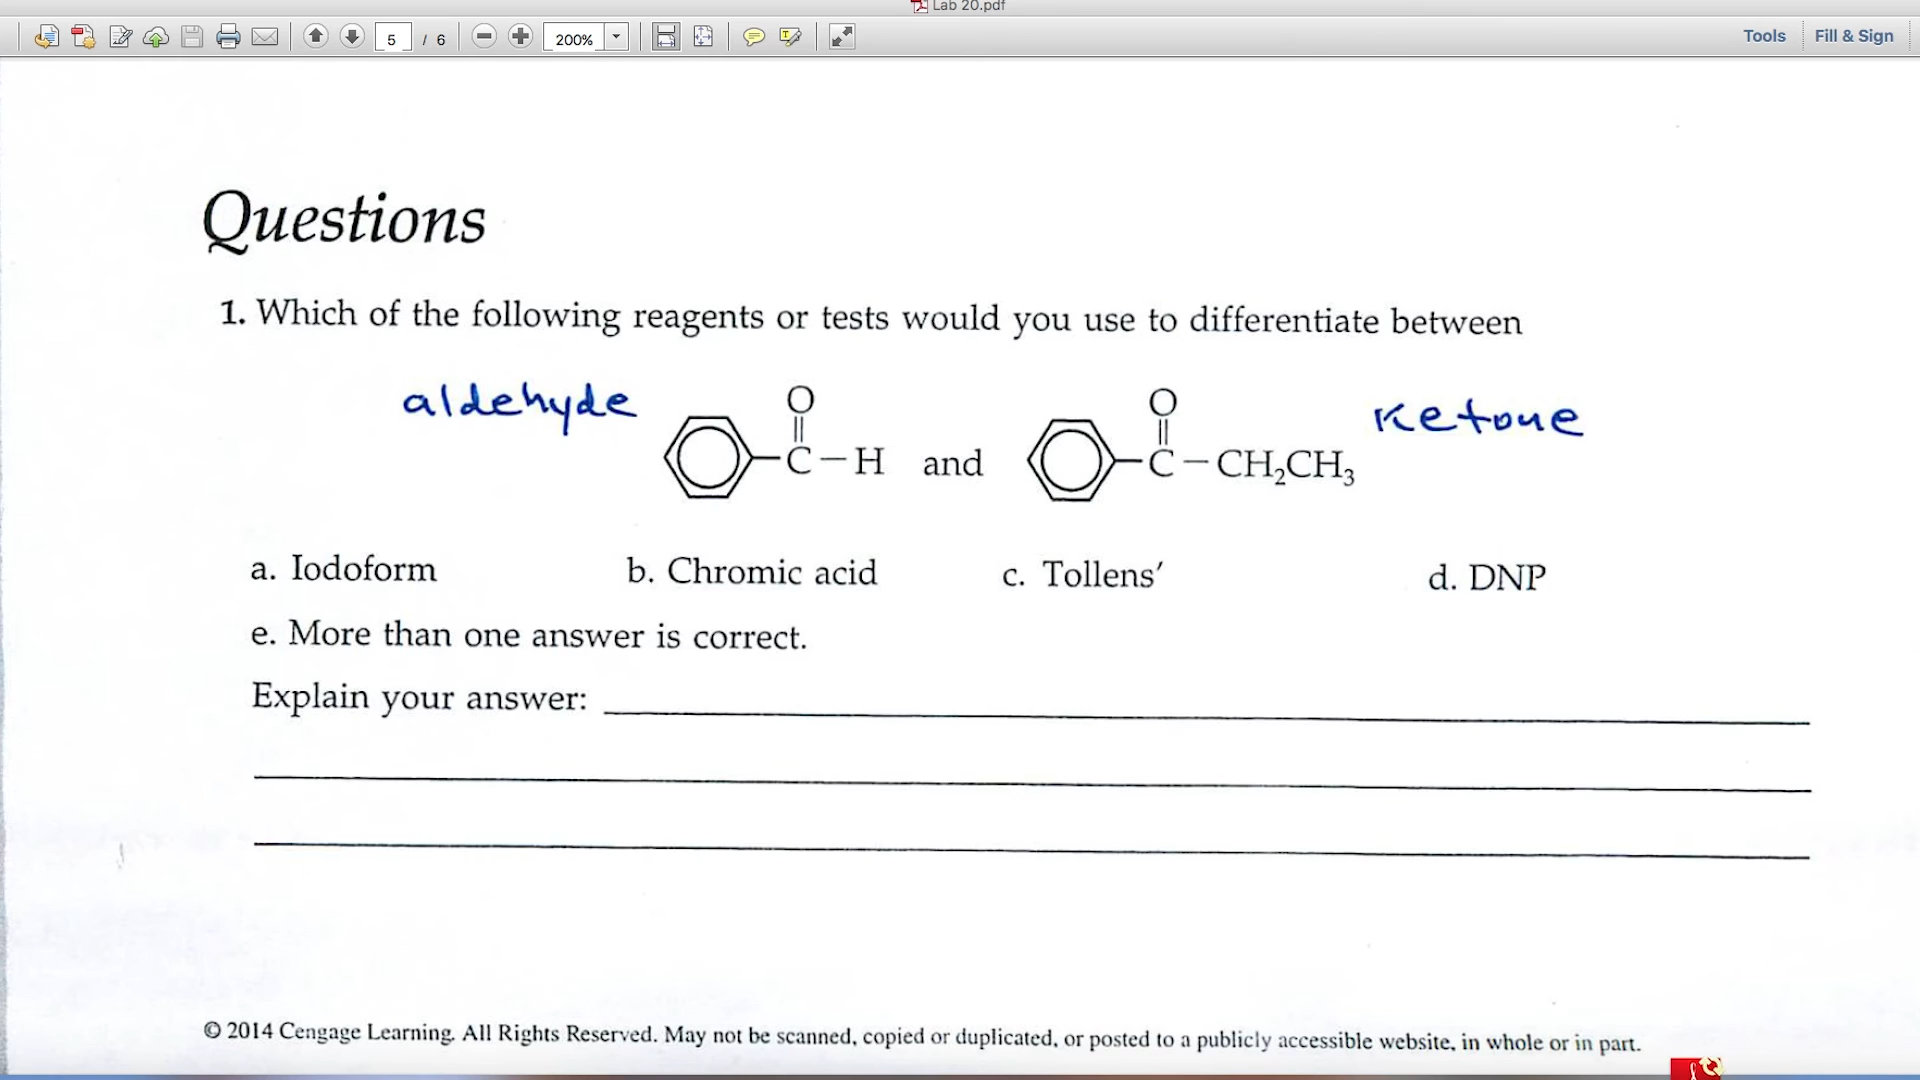 Lab 20.pdf
5 / 6 200% Tools Fill & Sign
Questions
1. Which of the following reagents or tests would you use to differentiate between
aldehyde O O Ketone
C – H and C – CH₂CH₃
a. Iodoform b. Chromic acid c. Tollens′ d. DNP
e. More than one answer is correct.
Explain your answer:
© 2014 Cengage Learning. All Rights Reserved. May not be scanned, copied or duplicated, or posted to a publicly accessible website, in whole or in part.